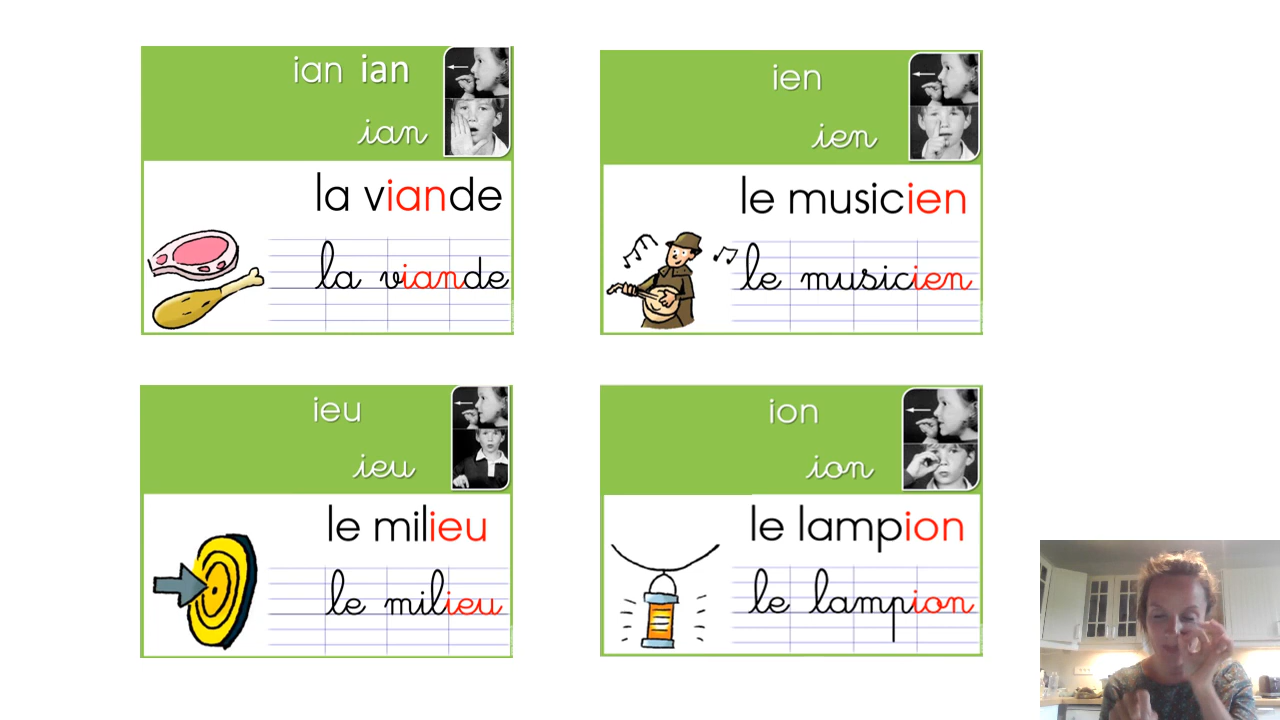 ian ian
ian
la viande
la viande
ien
ien
le musicien
le musicien
ieu
ieu
le milieu
le milieu
ion
ion
le lampion
le lampion